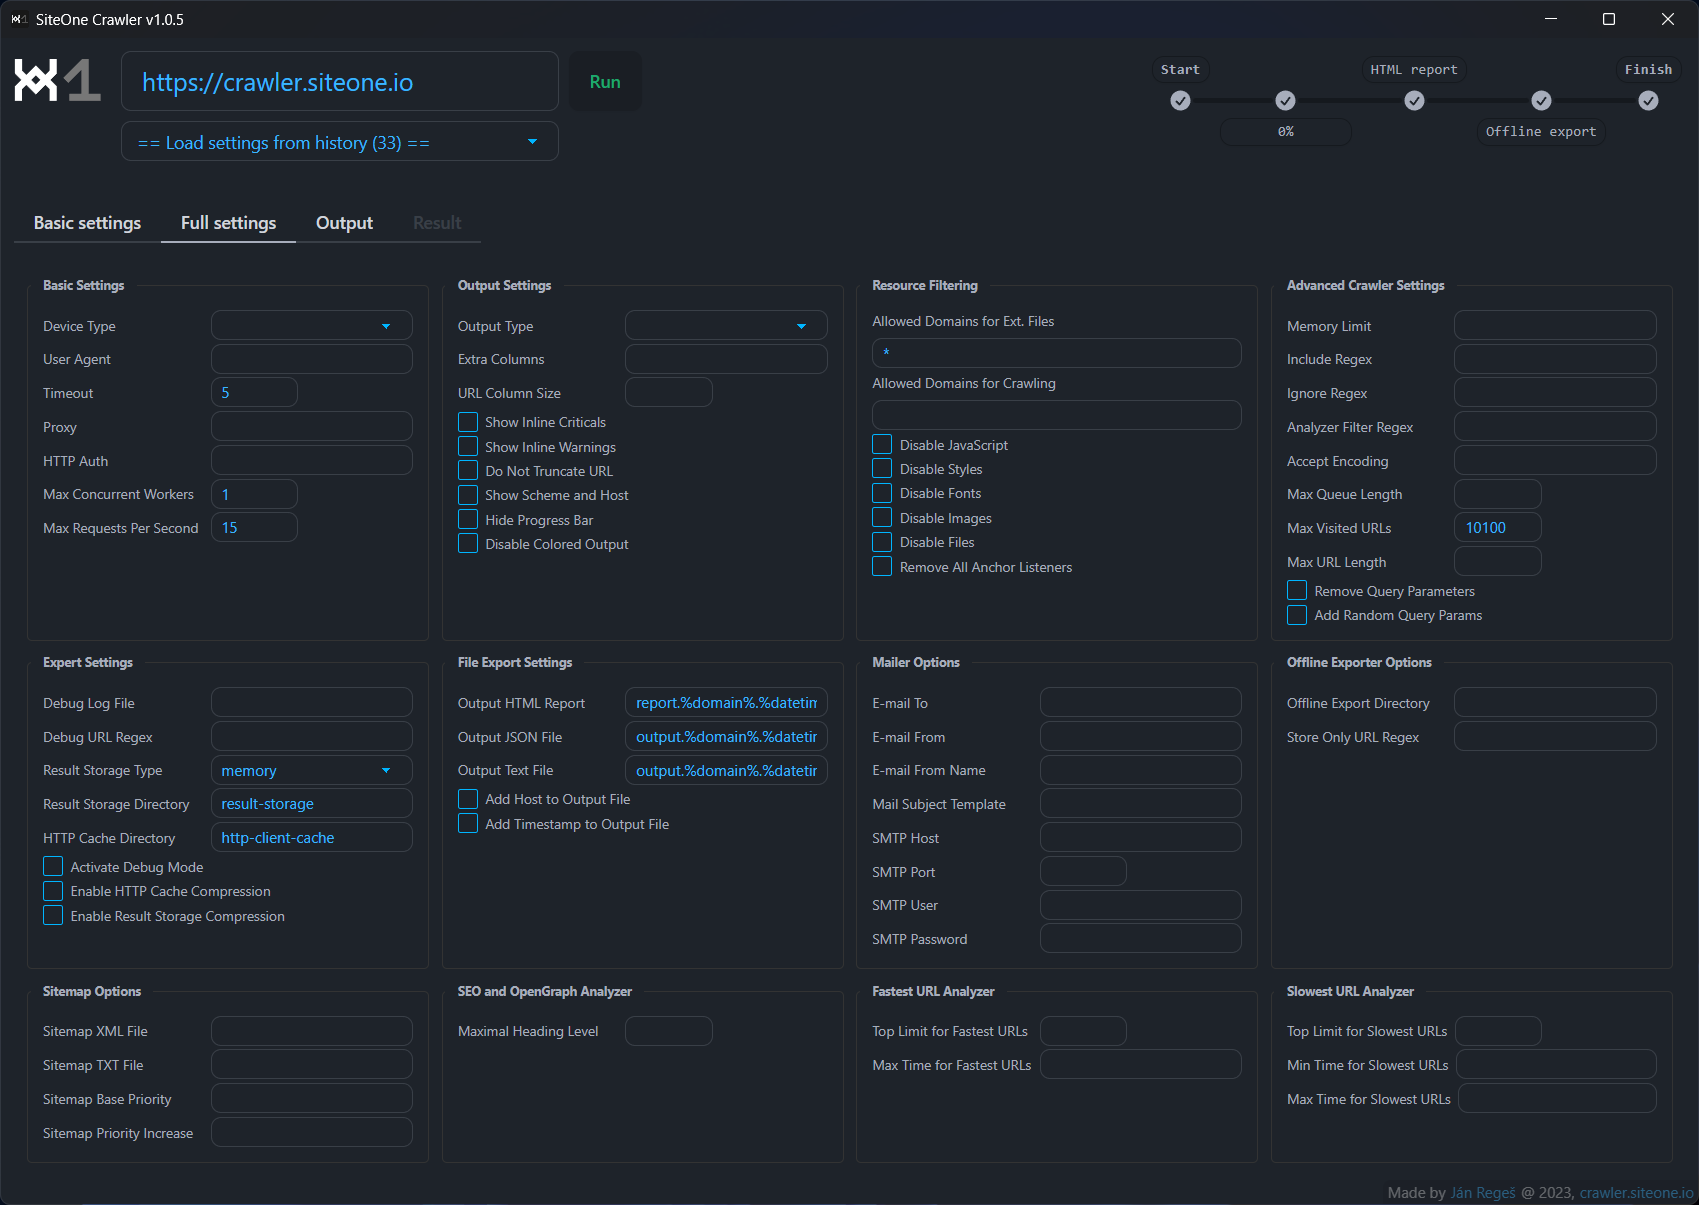 SiteOne Crawler v1.0.5
1
https://crawler.siteone.io
Run
== Load settings from history (33) ==
Start
HTML report
Finish
0%
Offline export
Basic settings
Full settings
Output
Result
Basic Settings
Device Type
User Agent
Timeout
5
Proxy
HTTP Auth
Max Concurrent Workers
1
Max Requests Per Second
15
Output Settings
Output Type
Extra Columns
URL Column Size
Show Inline Criticals
Show Inline Warnings
Do Not Truncate URL
Show Scheme and Host
Hide Progress Bar
Disable Colored Output
Resource Filtering
Allowed Domains for Ext. Files
*
Allowed Domains for Crawling
Disable JavaScript
Disable Styles
Disable Fonts
Disable Images
Disable Files
Remove All Anchor Listeners
Advanced Crawler Settings
Memory Limit
Include Regex
Ignore Regex
Analyzer Filter Regex
Accept Encoding
Max Queue Length
Max Visited URLs
10100
Max URL Length
Remove Query Parameters
Add Random Query Params
Expert Settings
Debug Log File
Debug URL Regex
Result Storage Type
memory
Result Storage Directory
result-storage
HTTP Cache Directory
http-client-cache
Activate Debug Mode
Enable HTTP Cache Compression
Enable Result Storage Compression
File Export Settings
Output HTML Report
report.%domain%.%datetim
Output JSON File
output.%domain%.%datetir
Output Text File
output.%domain%.%datetir
Add Host to Output File
Add Timestamp to Output File
Mailer Options
E-mail To
E-mail From
E-mail From Name
Mail Subject Template
SMTP Host
SMTP Port
SMTP User
SMTP Password
Offline Exporter Options
Offline Export Directory
Store Only URL Regex
Sitemap Options
Sitemap XML File
Sitemap TXT File
Sitemap Base Priority
Sitemap Priority Increase
SEO and OpenGraph Analyzer
Maximal Heading Level
Fastest URL Analyzer
Top Limit for Fastest URLs
Max Time for Fastest URLs
Slowest URL Analyzer
Top Limit for Slowest URLs
Min Time for Slowest URLs
Max Time for Slowest URLs
Made by Ján Regeš @ 2023, crawler.siteone.io